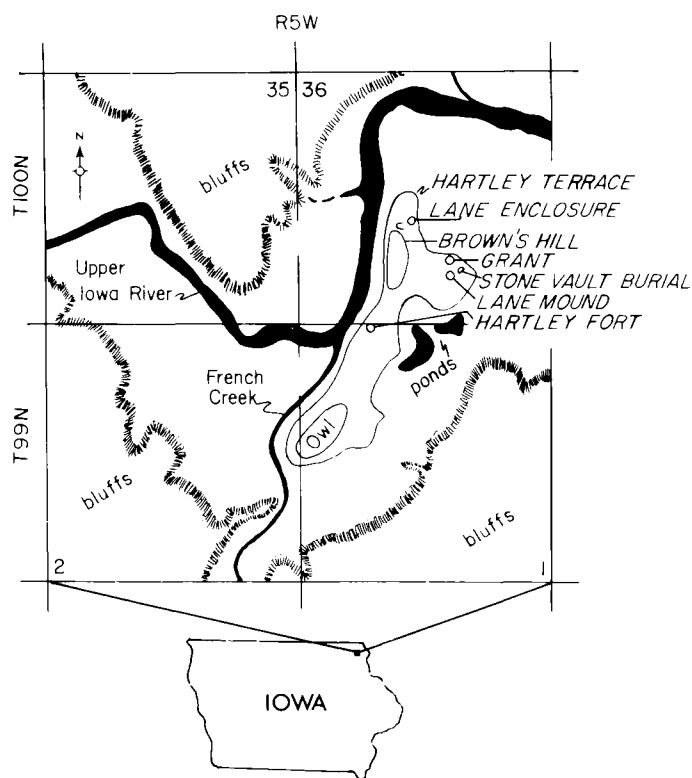 R5W
35 36
T100N
bluffs
z
HARTLEY TERRACE
LANE ENCLOSURE
BROWN'S HILL
GRANT
STONE VAULT BURIAL
LANE MOUND
HARTLEY FORT
Upper
Iowa River
ponds
French
Creek
Owl
T99N
bluffs
bluffs
2
1
IOWA